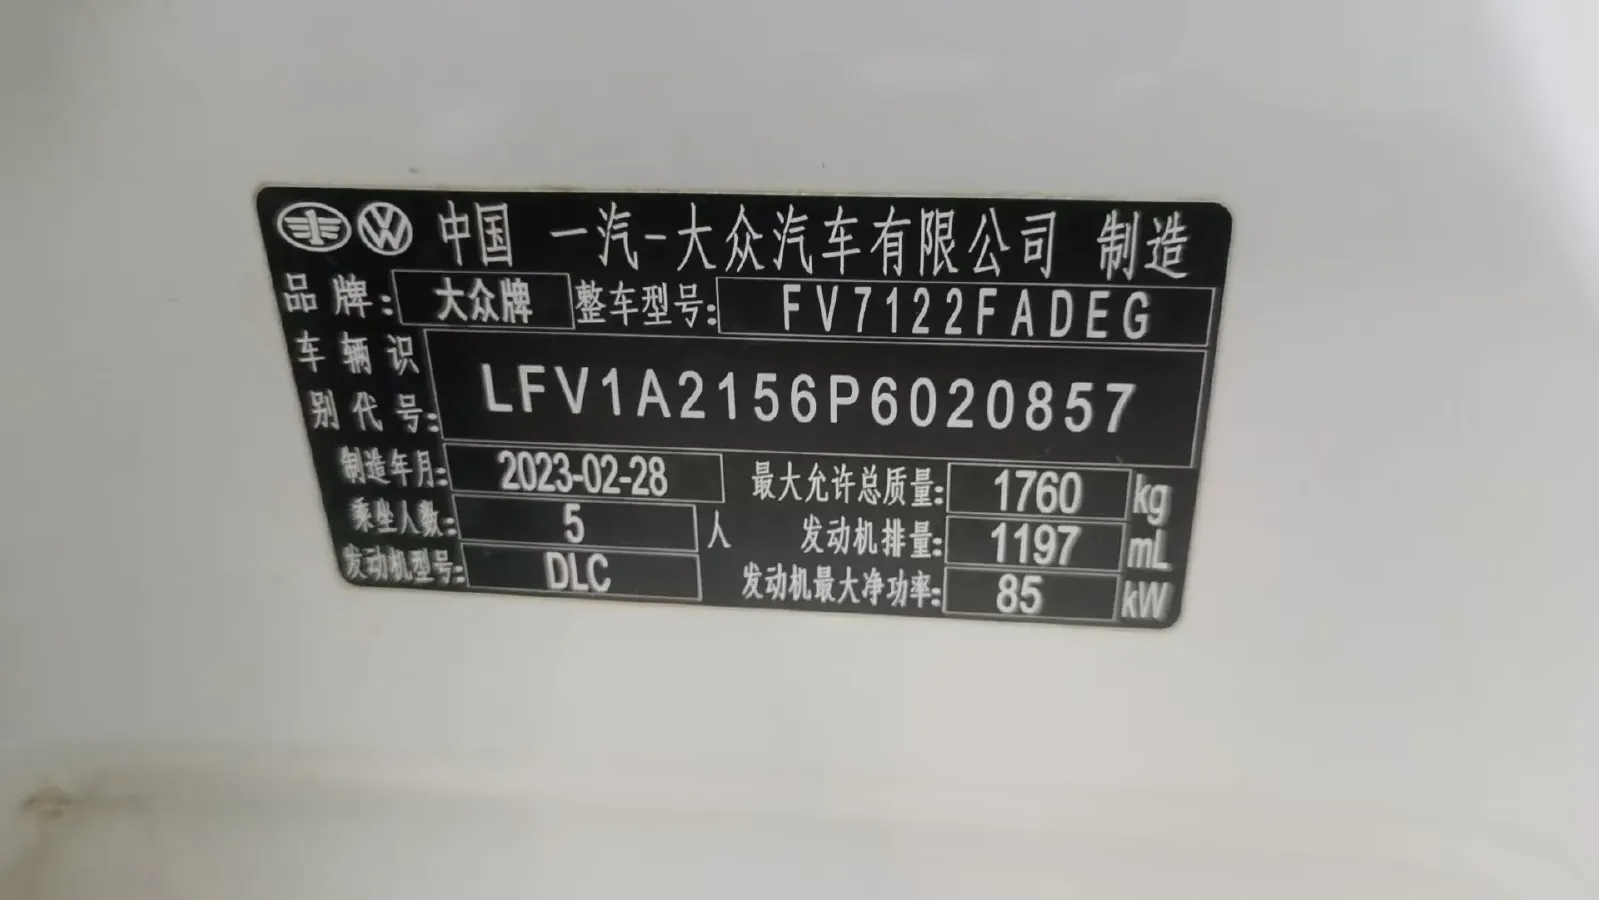 中国 一汽-大众汽车有限公司 制造
品牌: 大众牌 整车型号: FV7122FADEG
车辆识别代号: LFV1A2156P6020857
制造年月: 2023-02-28 最大允许总质量: 1760 kg
乘坐人数: 5 人 发动机排量: 1197 mL
发动机型号: DLC 发动机最大净功率: 85 kW